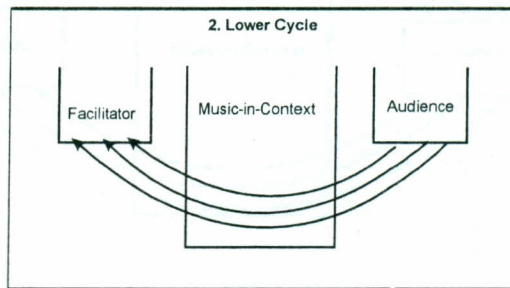 2. Lower Cycle
Facilitator
Music-in-Context
Audience